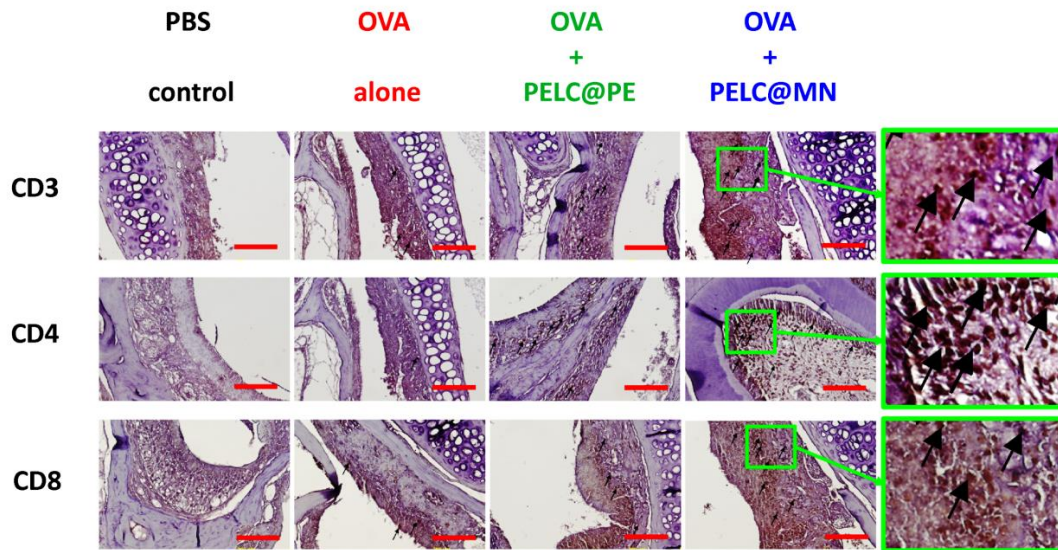 PBS
control
OVA
alone
OVA
+
PELC@PE
OVA
+
PELC@MN
CD3
CD4
CD8